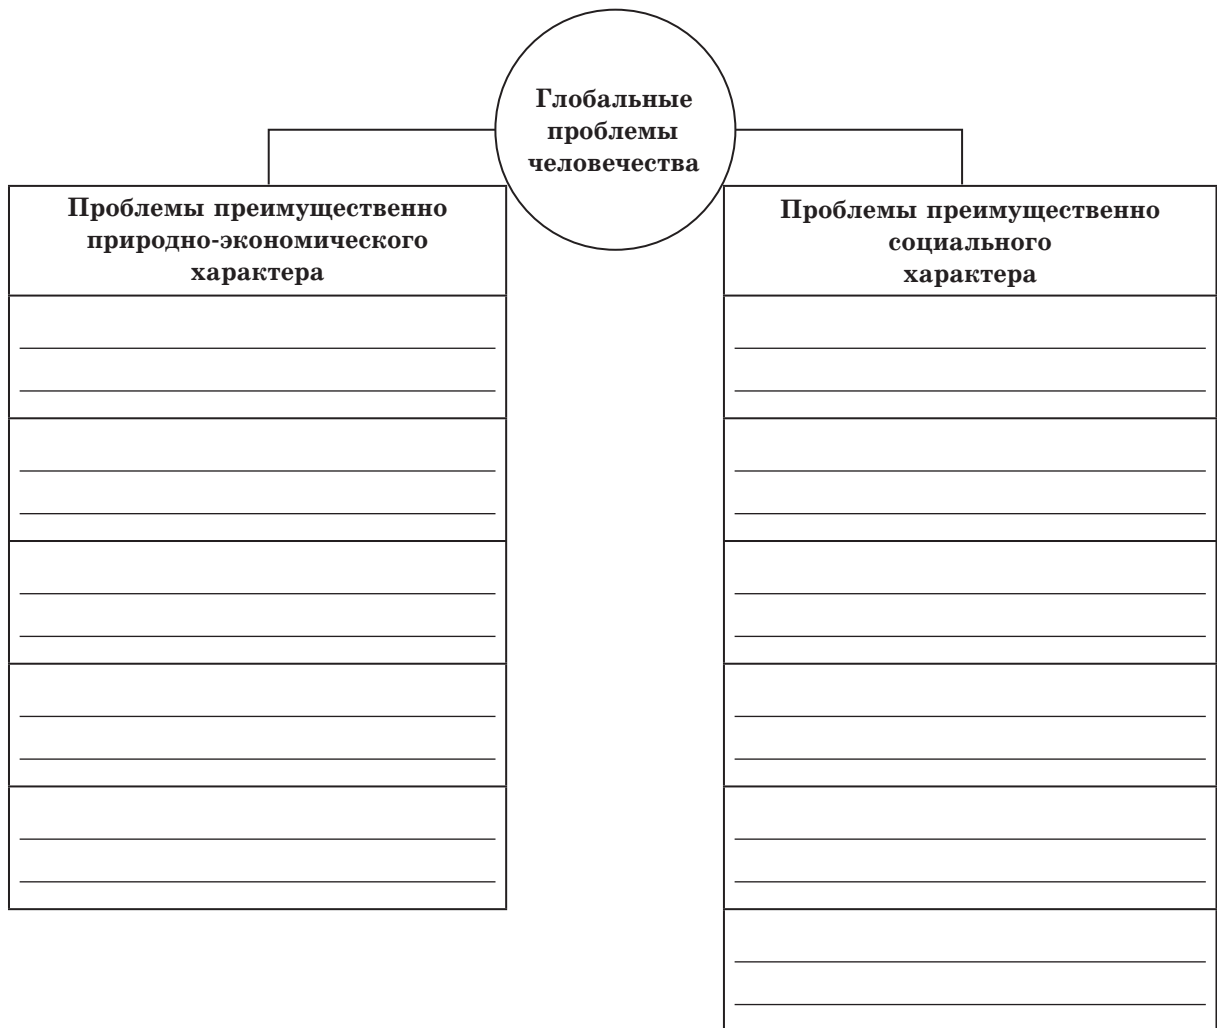 Глобальные
проблемы
человечества
Проблемы преимущественно
природно-экономического
характера
Проблемы преимущественно
социального
характера